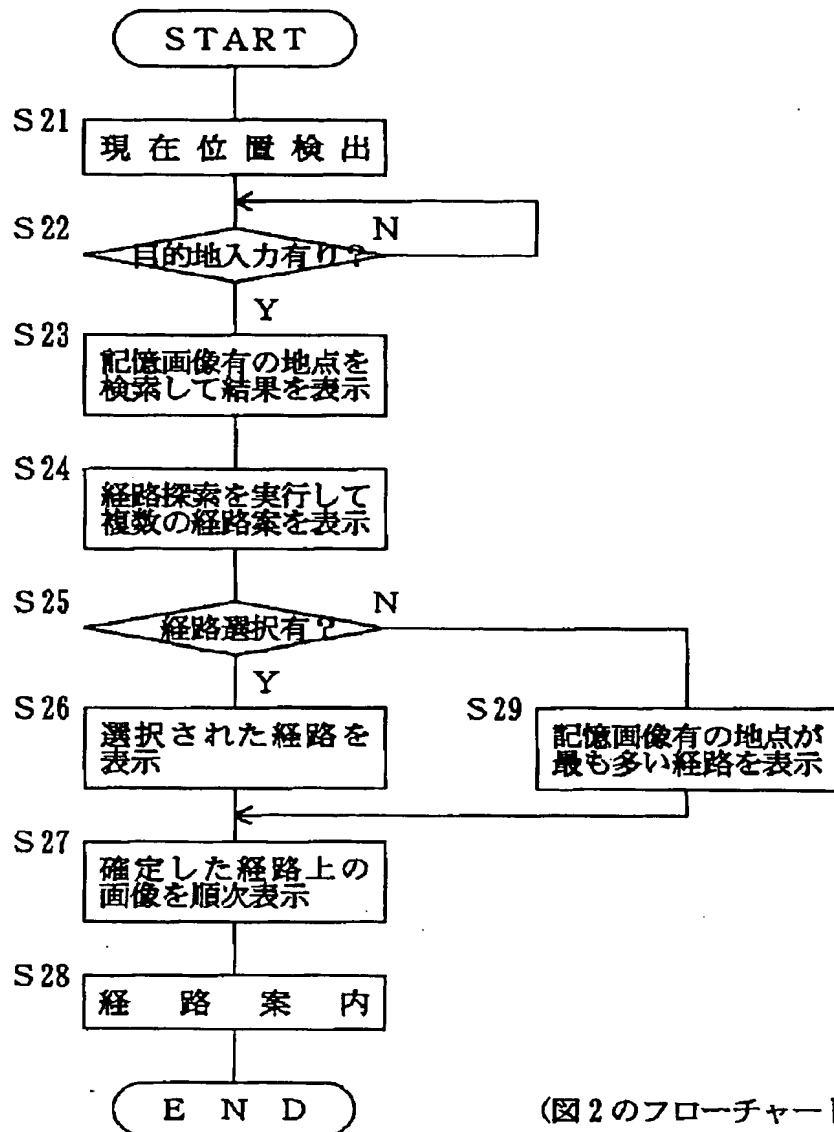 START
S21
現在位置検出
S22
目的地入力有り?
N
Y
S23
記憶画像有の地点を
検索して結果を表示
S24
経路探索を実行して
複数の経路案を表示
S25
経路選択有?
N
Y
S26
選択された経路を
表示
S29
記憶画像有の地点が
最も多い経路を表示
S27
確定した経路上の
画像を順次表示
S28
経路案内
END
(図2のフローチャート